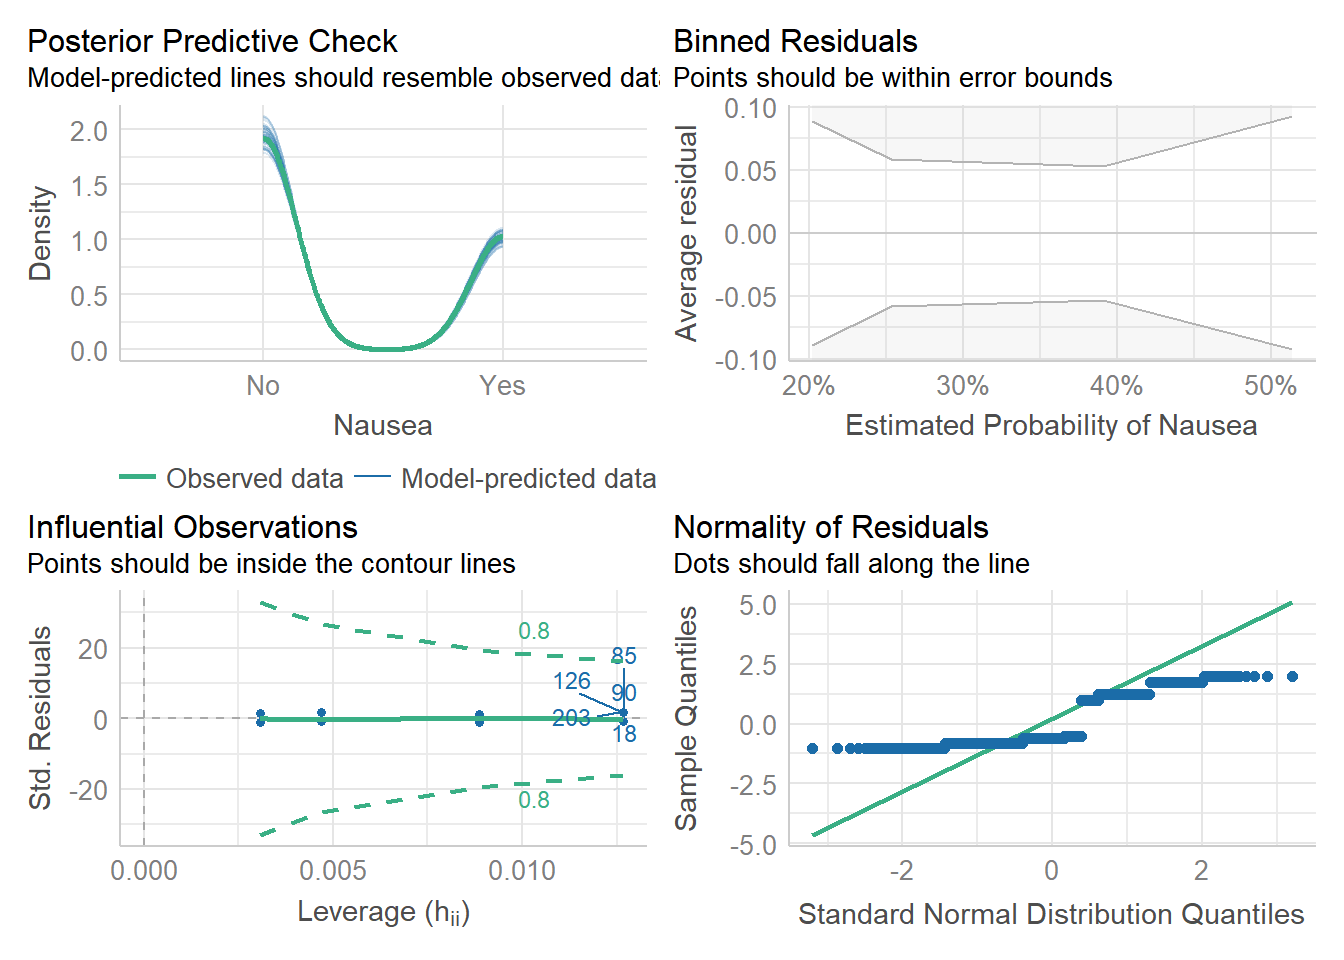 Posterior Predictive Check
Model-predicted lines should resemble observed data
Density
2.0
1.5
1.0
0.5
0.0
No
Yes
Nausea
Observed data
Model-predicted data
Binned Residuals
Points should be within error bounds
Average residual
0.10
0.05
0.00
-0.05
-0.10
20%
30%
40%
50%
Estimated Probability of Nausea
Influential Observations
Points should be inside the contour lines
Std. Residuals
20
0
-20
0.8
85
126
90
203
18
0.8
0.000
0.005
0.010
Leverage (hii)
Normality of Residuals
Dots should fall along the line
Sample Quantiles
5.0
2.5
0.0
-2.5
-5.0
-2
0
2
Standard Normal Distribution Quantiles